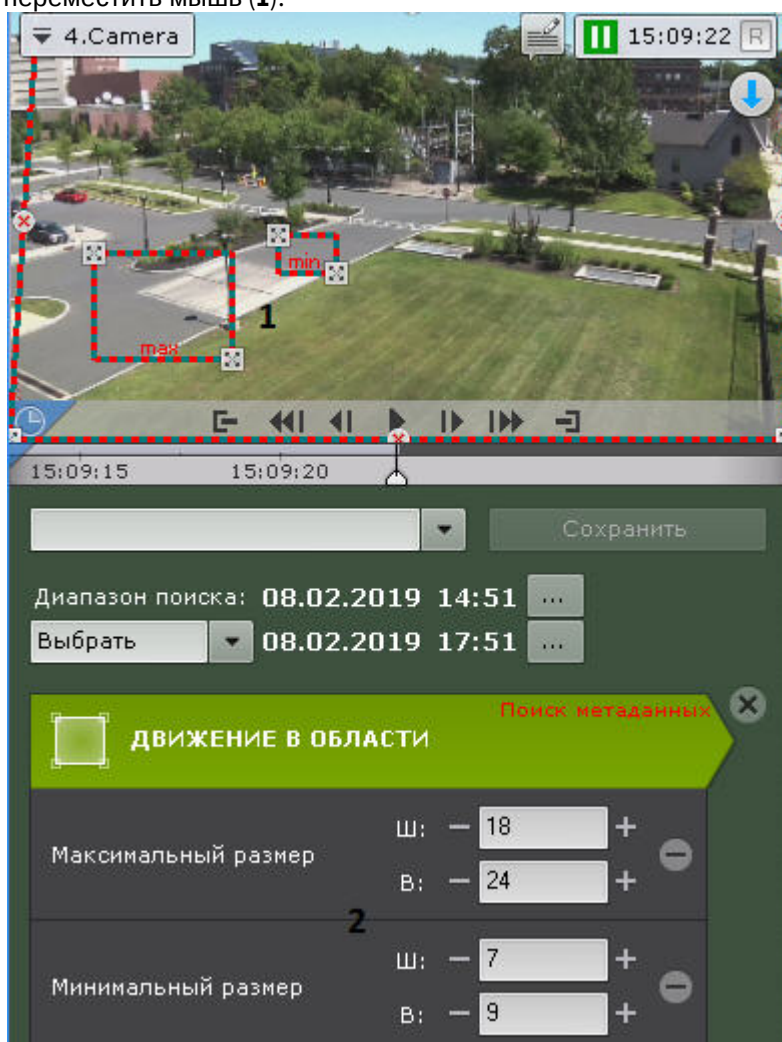 переместить мышь (1).
4.Camera
15:09:22 R
min
1
max
15:09:15 15:09:20
Сохранить
Диапазон поиска: 08.02.2019 14:51 ...
Выбрать 08.02.2019 17:51 ...
Поиск метаданных
ДВИЖЕНИЕ В ОБЛАСТИ
Ш: − 18 +
Максимальный размер
В: − 24 +
2
Ш: − 7 +
Минимальный размер
В: − 9 +